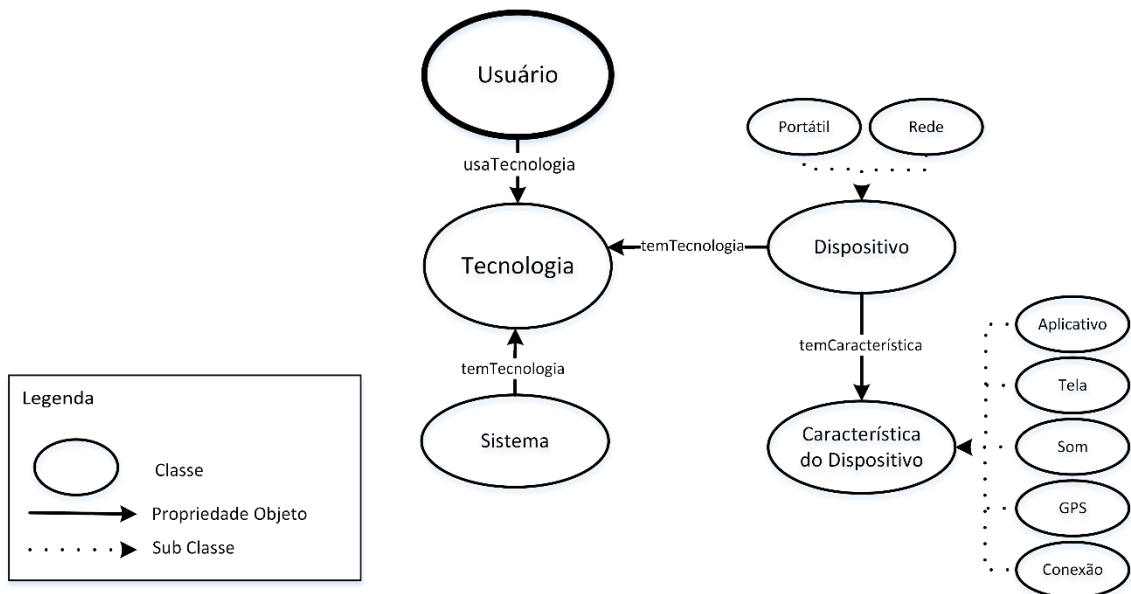 Usuário
Portátil
Rede
usaTecnologia
Tecnologia
temTecnologia
Dispositivo
Aplicativo
temCaracterística
temTecnologia
Tela
Legenda
Sistema
Característica
do Dispositivo
Som
Classe
GPS
Propriedade Objeto
Sub Classe
Conexão